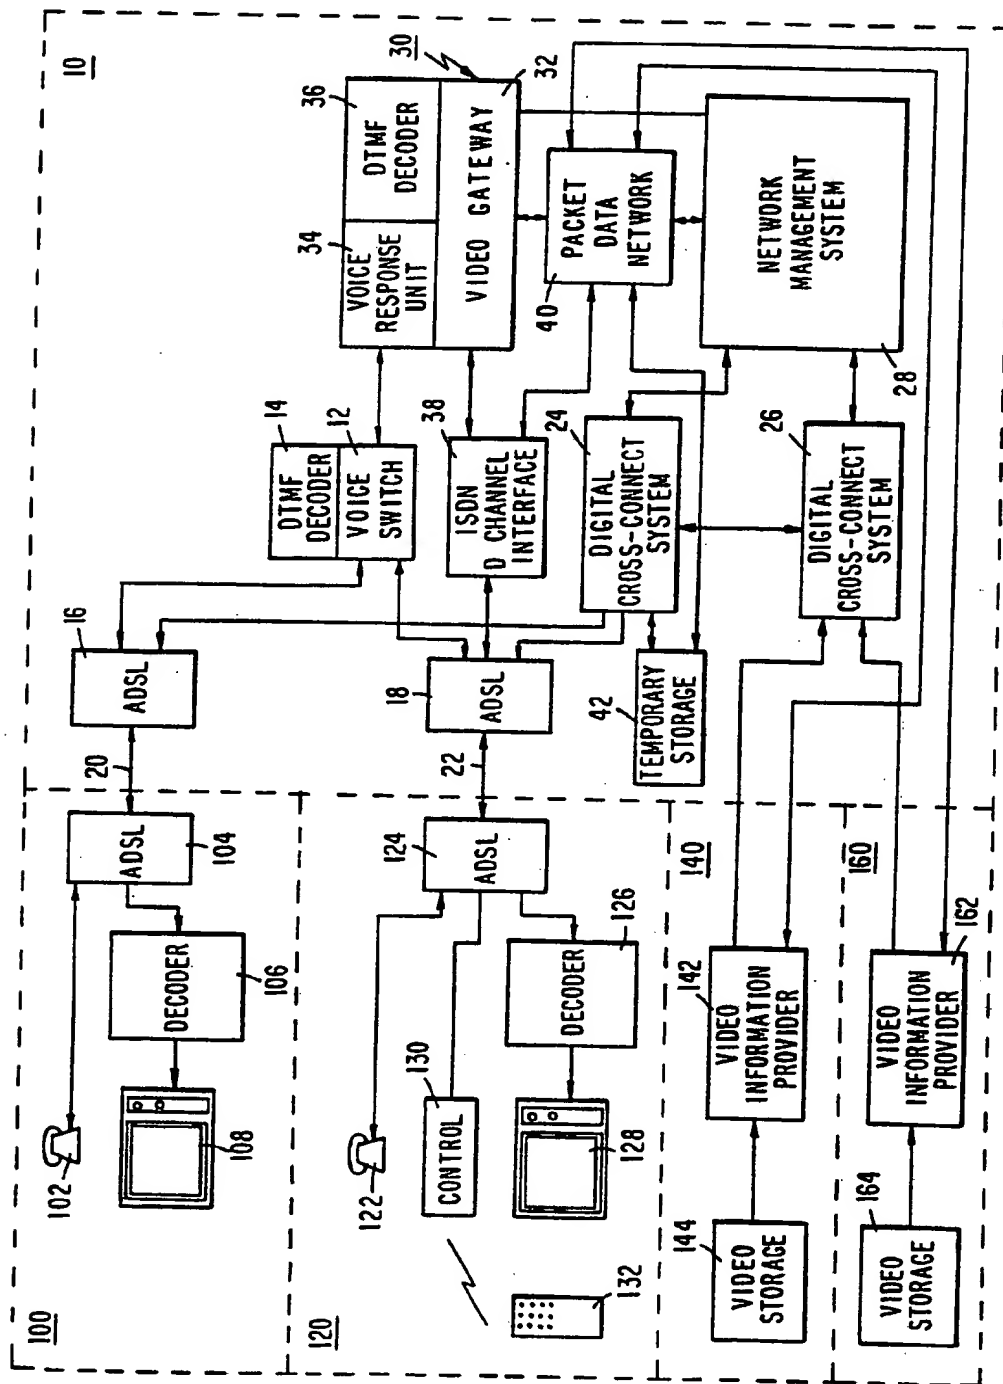 10
30
36
DTMF
DECODER
34
VOICE
RESPONSE
UNIT
32
VIDEO GATEWAY
PACKET
DATA
NETWORK
40
NETWORK
MANAGEMENT
SYSTEM
28
14
DTMF
DECODER
12
VOICE
SWITCH
38
ISDN
D CHANNEL
INTERFACE
24
DIGITAL
CROSS-CONNECT
SYSTEM
26
DIGITAL
CROSS-CONNECT
SYSTEM
16
ADSL
18
ADSL
42
TEMPORARY
STORAGE
20
22
100
102
ADSL
104
DECODER
106
108
120
122
124
ADSL
126
DECODER
128
130
CONTROL
132
140
142
VIDEO
INFORMATION
PROVIDER
144
VIDEO
STORAGE
160
162
VIDEO
INFORMATION
PROVIDER
164
VIDEO
STORAGE